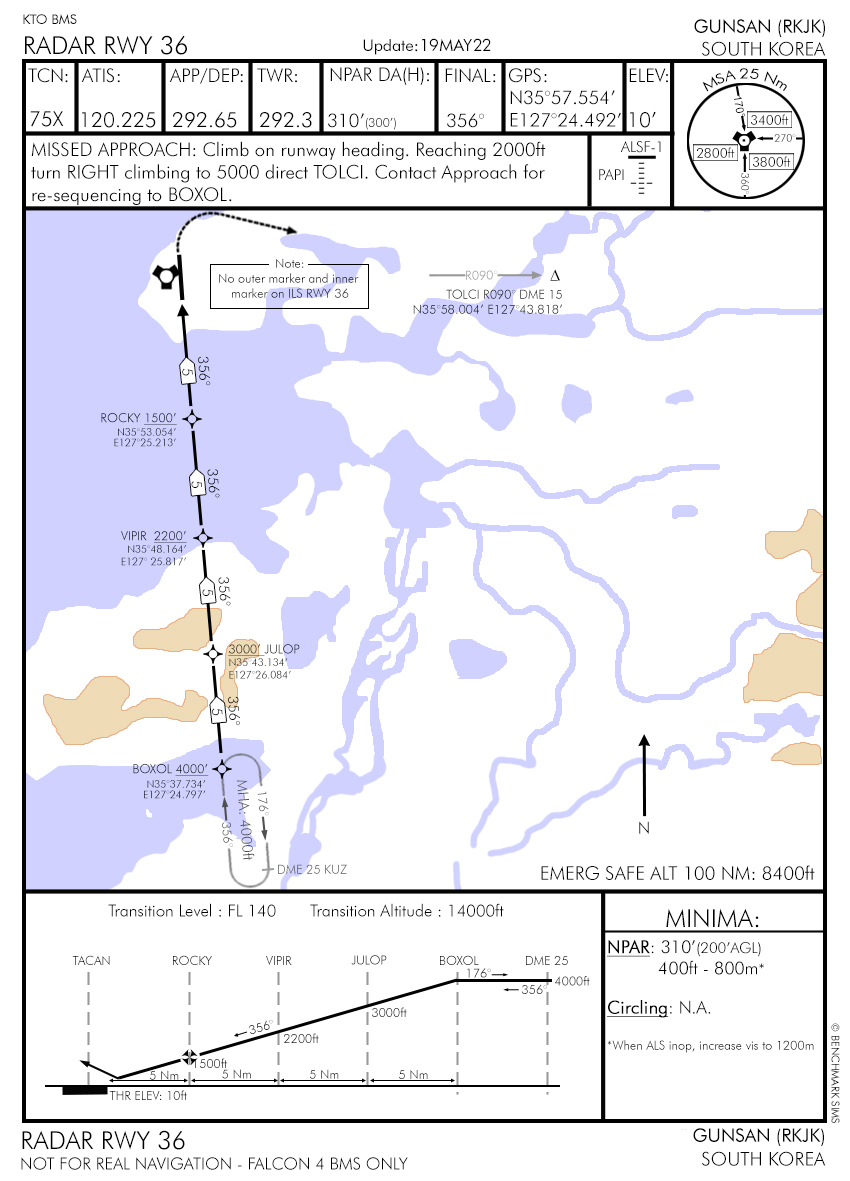 KTO BMS
RADAR RWY 36
Update:19MAY22
GUNSAN (RKJK)
SOUTH KOREA
TCN:
75X
ATIS:
120.225
APP/DEP:
292.65
TWR:
292.3
NPAR DA(H):
310'(300')
FINAL:
356°
GPS:
N35°57.554'
E127°24.492'
ELEV:
10'
MSA 25 Nm
170°
3400ft
270°
2800ft
3800ft
360°
MISSED APPROACH: Climb on runway heading. Reaching 2000ft
turn RIGHT climbing to 5000 direct TOLCI. Contact Approach for
re-sequencing to BOXOL.
ALSF-1
PAPI
Note:
No outer marker and inner
marker on ILS RWY 36
R090°
TOLCI R090° DME 15
N35°58.004' E127°43.818'
5
356°
ROCKY 1500'
N35°53.054'
E127°25.213'
5
356°
VIPIR 2200'
N35°48.164'
E127° 25.817'
5
356°
3000' JULOP
N35°43.134'
E127°26.084'
5
356°
BOXOL 4000'
N35°37.734'
E127°24.797'
MHA: 4000ft
176°
356°
DME 25 KUZ
N
EMERG SAFE ALT 100 NM: 8400ft
Transition Level : FL 140
Transition Altitude : 14000ft
TACAN
ROCKY
VIPIR
JULOP
BOXOL
DME 25
176°
356°
4000ft
3000ft
356°
2200ft
1500ft
5 Nm
5 Nm
5 Nm
5 Nm
THR ELEV: 10ft
MINIMA:
NPAR: 310'(200'AGL)
400ft - 800m*
Circling: N.A.
*When ALS inop, increase vis to 1200m
© BENCHMARK SIMS
RADAR RWY 36
NOT FOR REAL NAVIGATION - FALCON 4 BMS ONLY
GUNSAN (RKJK)
SOUTH KOREA